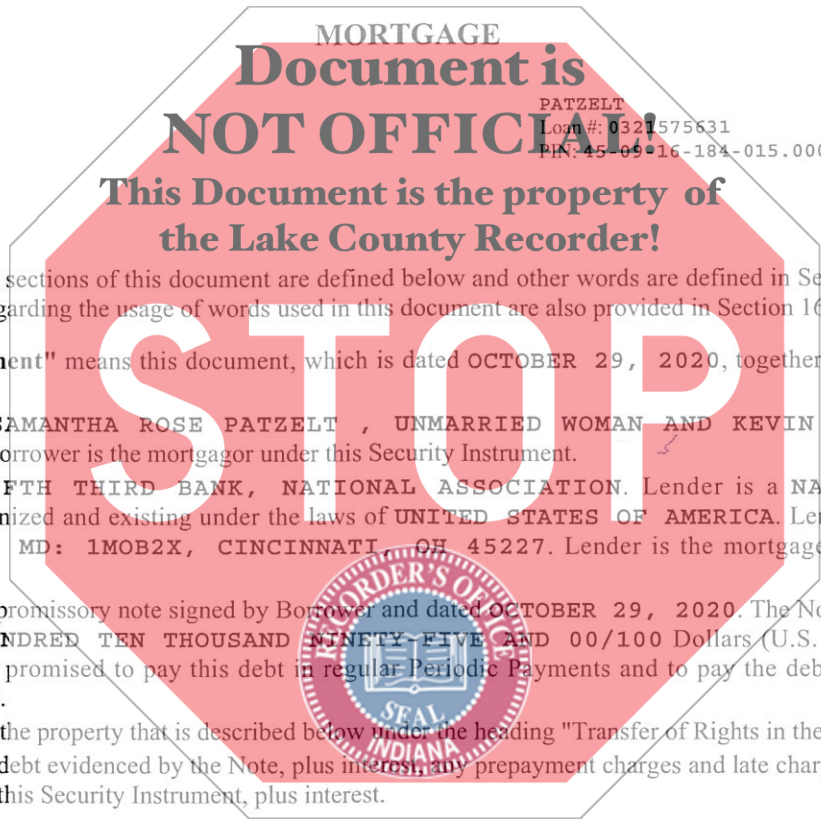 MORTGAGE
Document is
NOT OFFICIAL!
PATZELT
Loan #: 0321575631
PIN: 45-09-16-184-015.000
This Document is the property of
the Lake County Recorder!
sections of this document are defined below and other words are defined in Se
garding the usage of words used in this document are also provided in Section 16
STOP
nent" means this document, which is dated OCTOBER 29, 2020, together
SAMANTHA ROSE PATZELT , UNMARRIED WOMAN AND KEVIN
orrower is the mortgagor under this Security Instrument.
FTH THIRD BANK, NATIONAL ASSOCIATION. Lender is a NA
nized and existing under the laws of UNITED STATES OF AMERICA. Len
MD: 1MOB2X, CINCINNATI, OH 45227. Lender is the mortgage
RECORDER'S OFFICE
SEAL
INDIANA
promissory note signed by Borrower and dated OCTOBER 29, 2020. The No
NDRED TEN THOUSAND NINETY-FIVE AND 00/100 Dollars (U.S.
promised to pay this debt in regular Periodic Payments and to pay the deb
.
the property that is described below under the heading "Transfer of Rights in the
debt evidenced by the Note, plus interest, any prepayment charges and late char
this Security Instrument, plus interest.